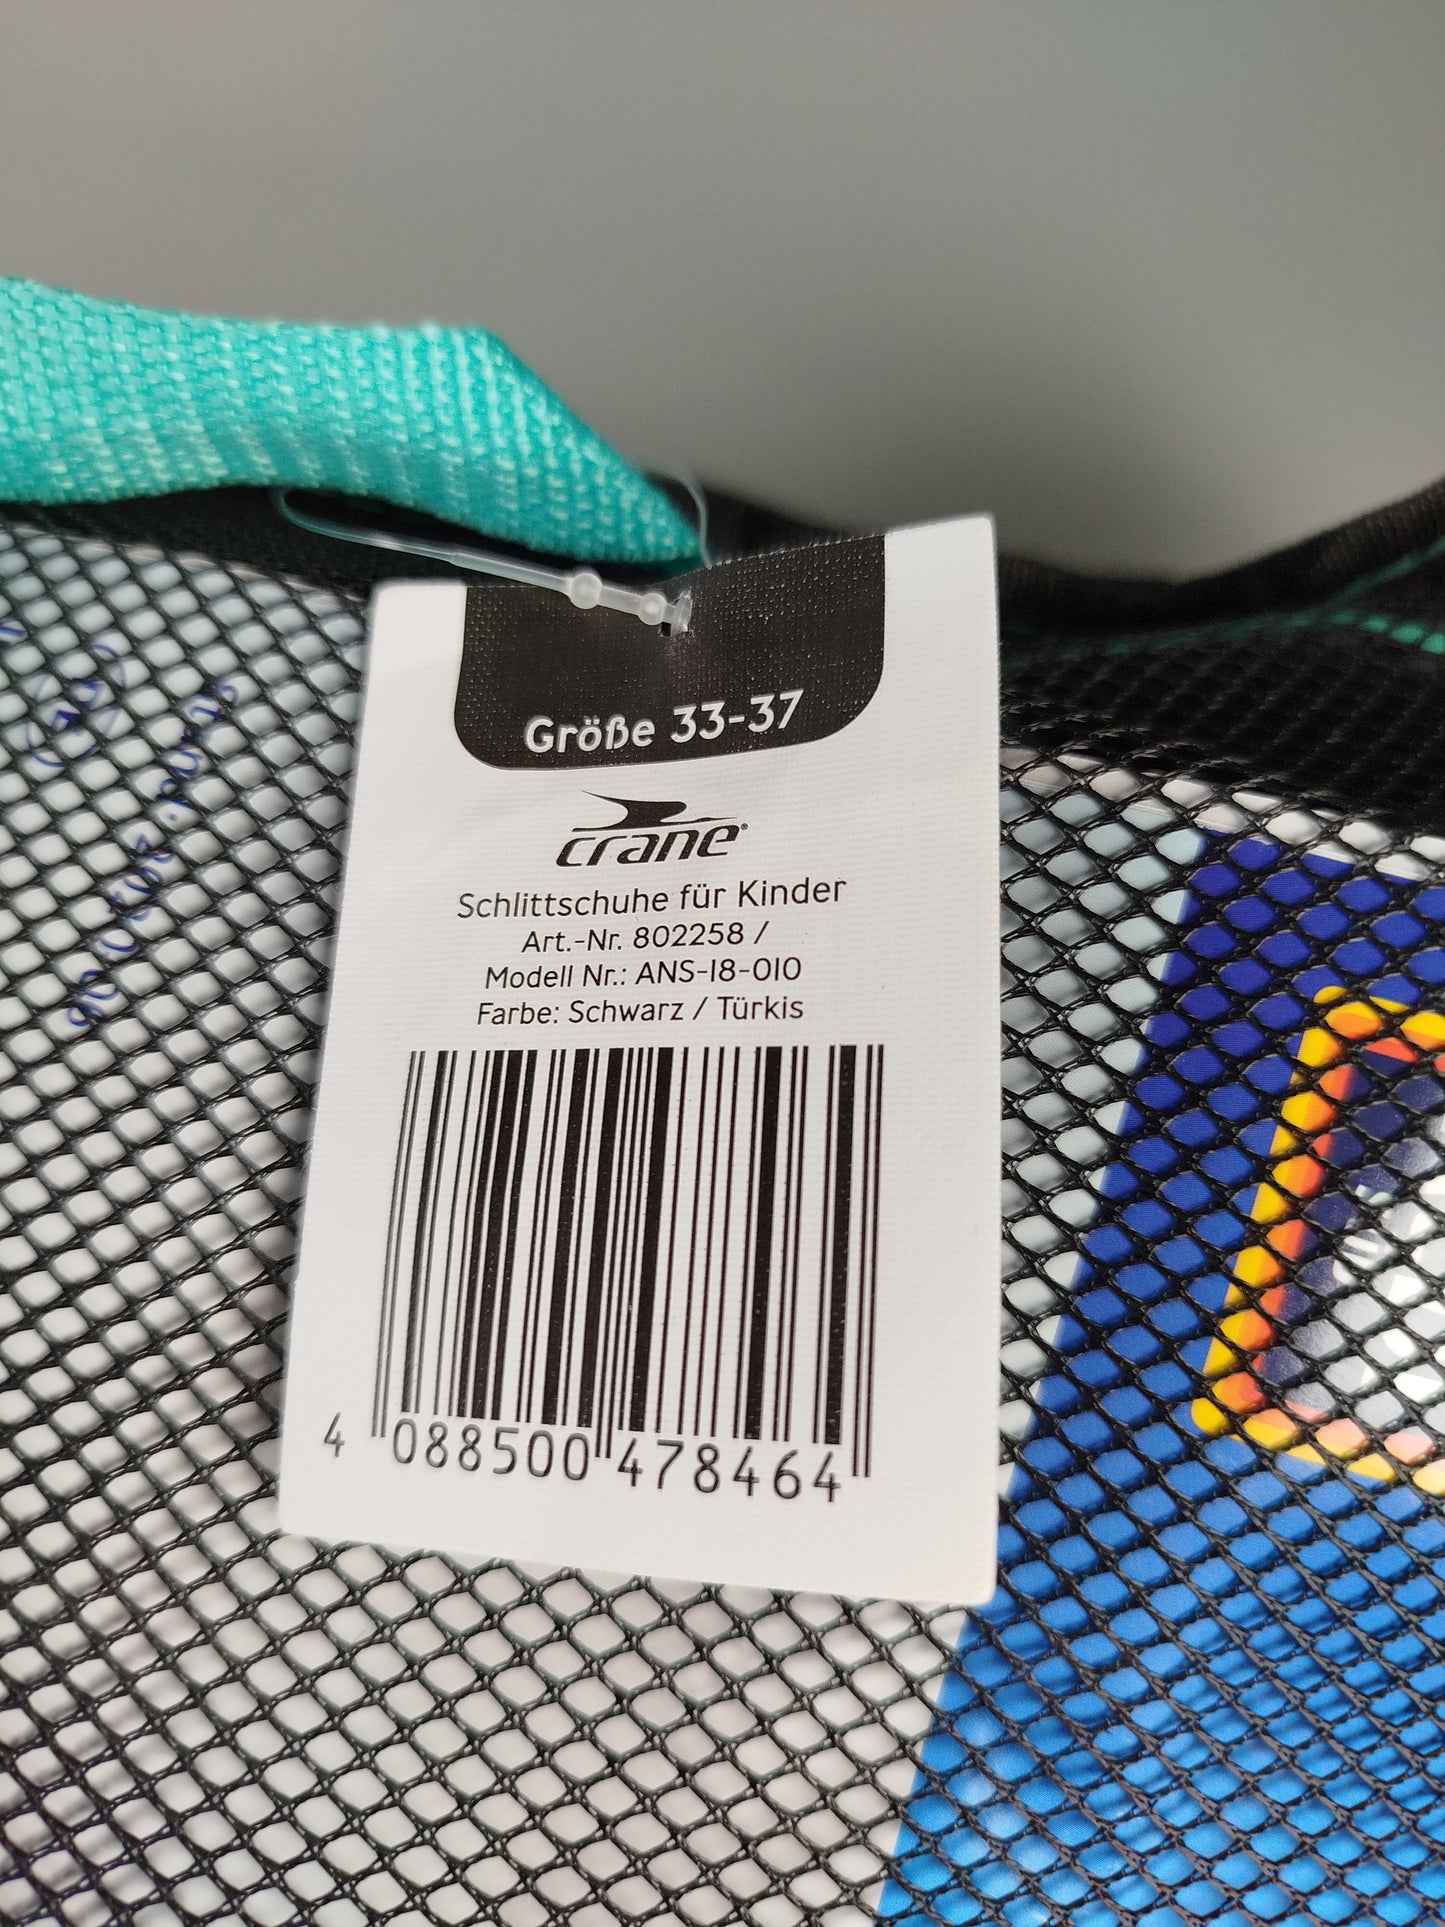 Größe 33-37
crane®
Schlittschuhe für Kinder
Art.-Nr. 802258 /
Modell Nr.: ANS-18-010
Farbe: Schwarz / Türkis
4 088500 478464